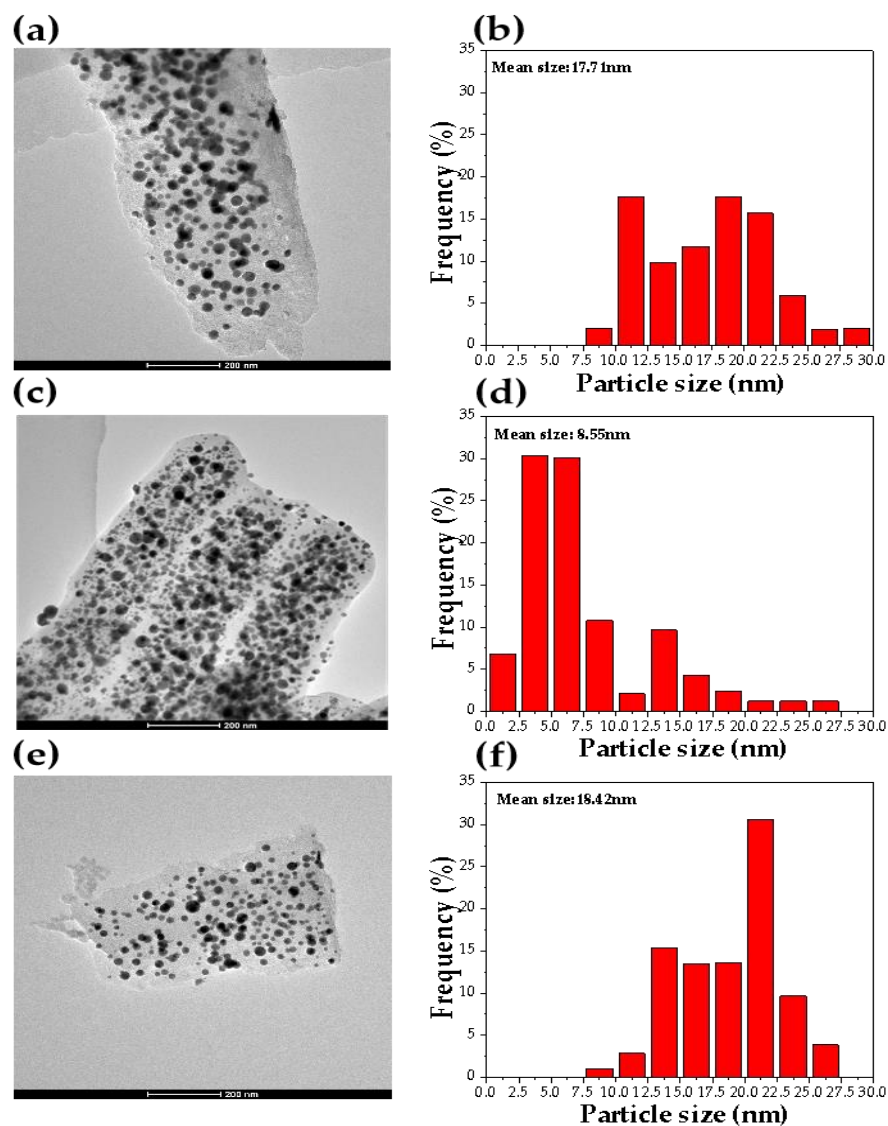 (a)
(b)
Mean size:17.71nm
Frequency (%)
35
30
25
20
15
10
5
0
0.0 2.5 5.0 7.5 10.0 12.5 15.0 17.5 20.0 22.5 25.0 27.5 30.0
Particle size (nm)
200 nm
(c)
(d)
Mean size: 8.55nm
Frequency (%)
35
30
25
20
15
10
5
0
0.0 2.5 5.0 7.5 10.0 12.5 15.0 17.5 20.0 22.5 25.0 27.5 30.0
Particle size (nm)
200 nm
(e)
(f)
Mean size:18.42nm
Frequency (%)
35
30
25
20
15
10
5
0
0.0 2.5 5.0 7.5 10.0 12.5 15.0 17.5 20.0 22.5 25.0 27.5 30.0
Particle size (nm)
200 nm